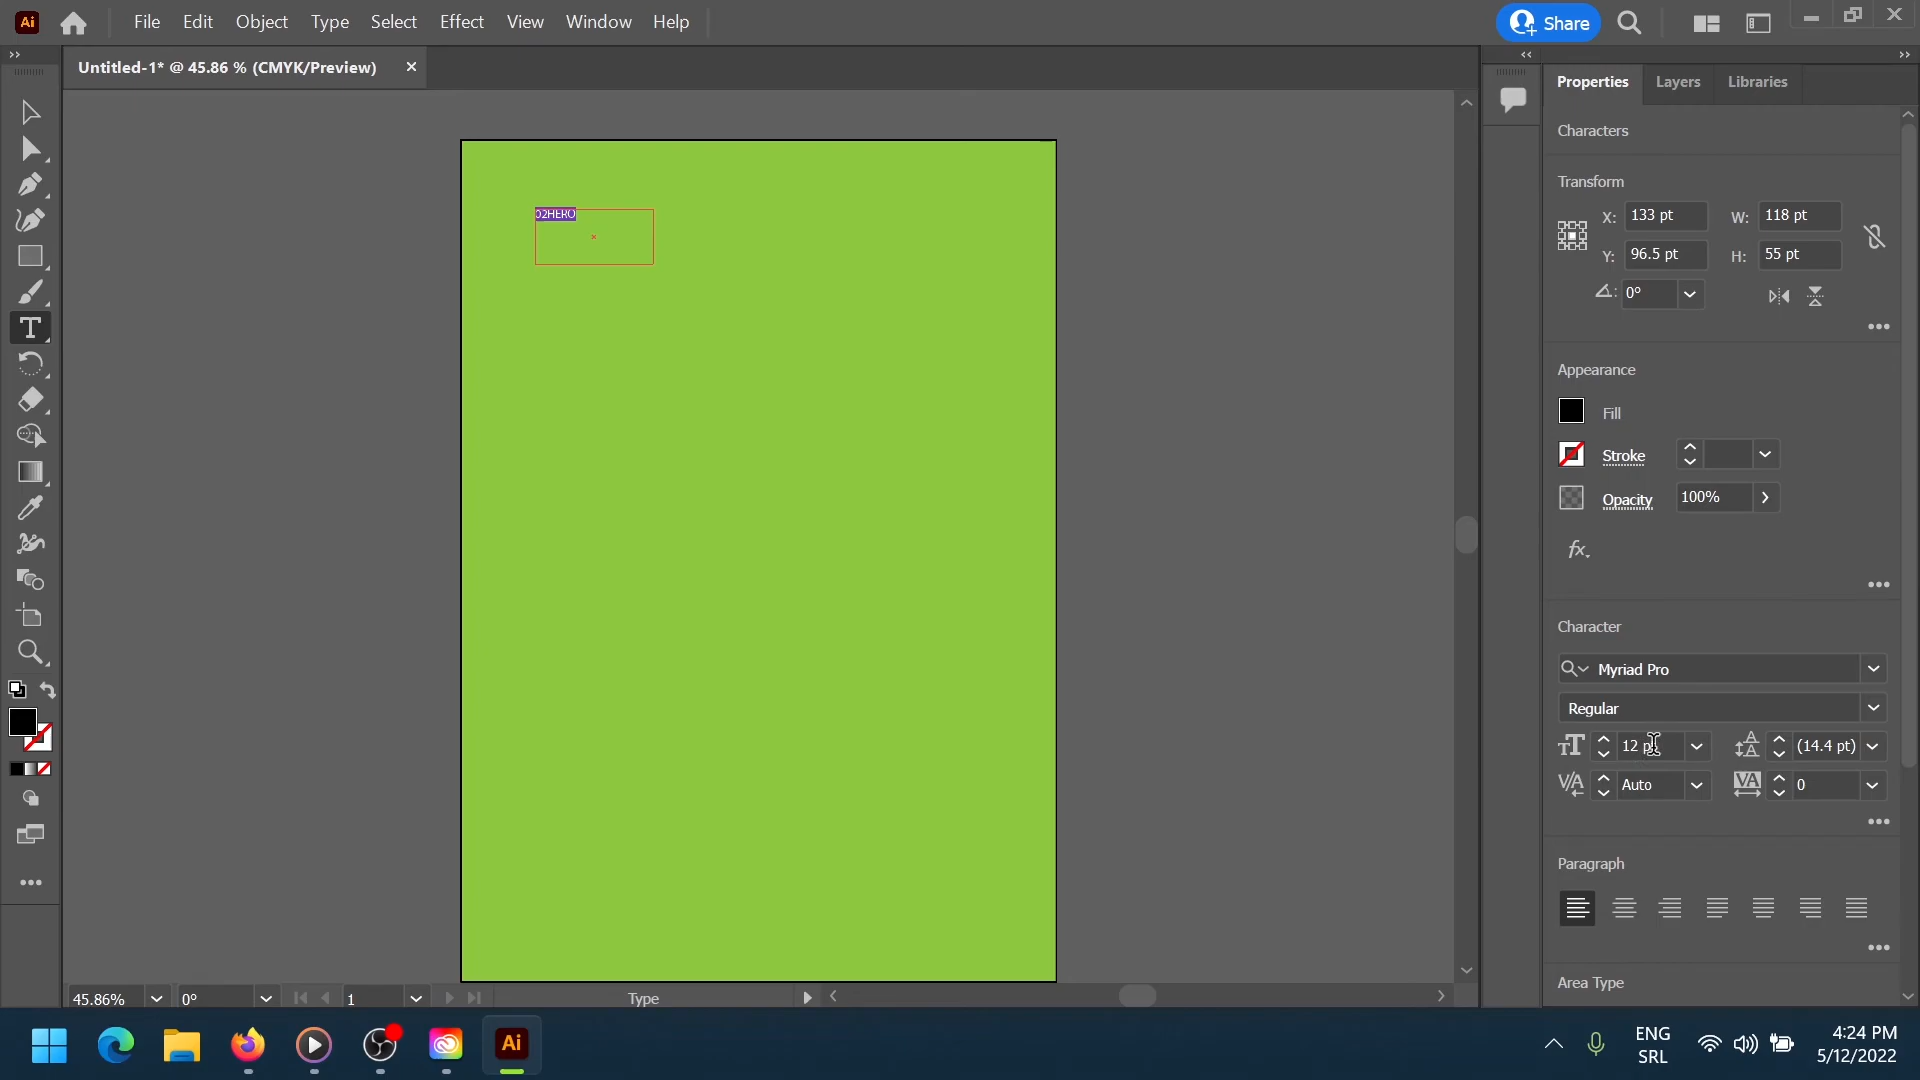 Ai
File Edit Object Type Select Effect View Window Help
Share
Untitled-1* @ 45.86 % (CMYK/Preview) ×
Properties Layers Libraries
Characters
Transform
X: 133 pt W: 118 pt
Y: 96.5 pt H: 55 pt
0°
Appearance
Fill
Stroke
Opacity 100%
fx.
Character
Myriad Pro
Regular
12 pt (14.4 pt)
Auto 0
Paragraph
Area Type
02HERO
45.86% 0° 1 Type
Ai
ENG
SRL
4:24 PM
5/12/2022